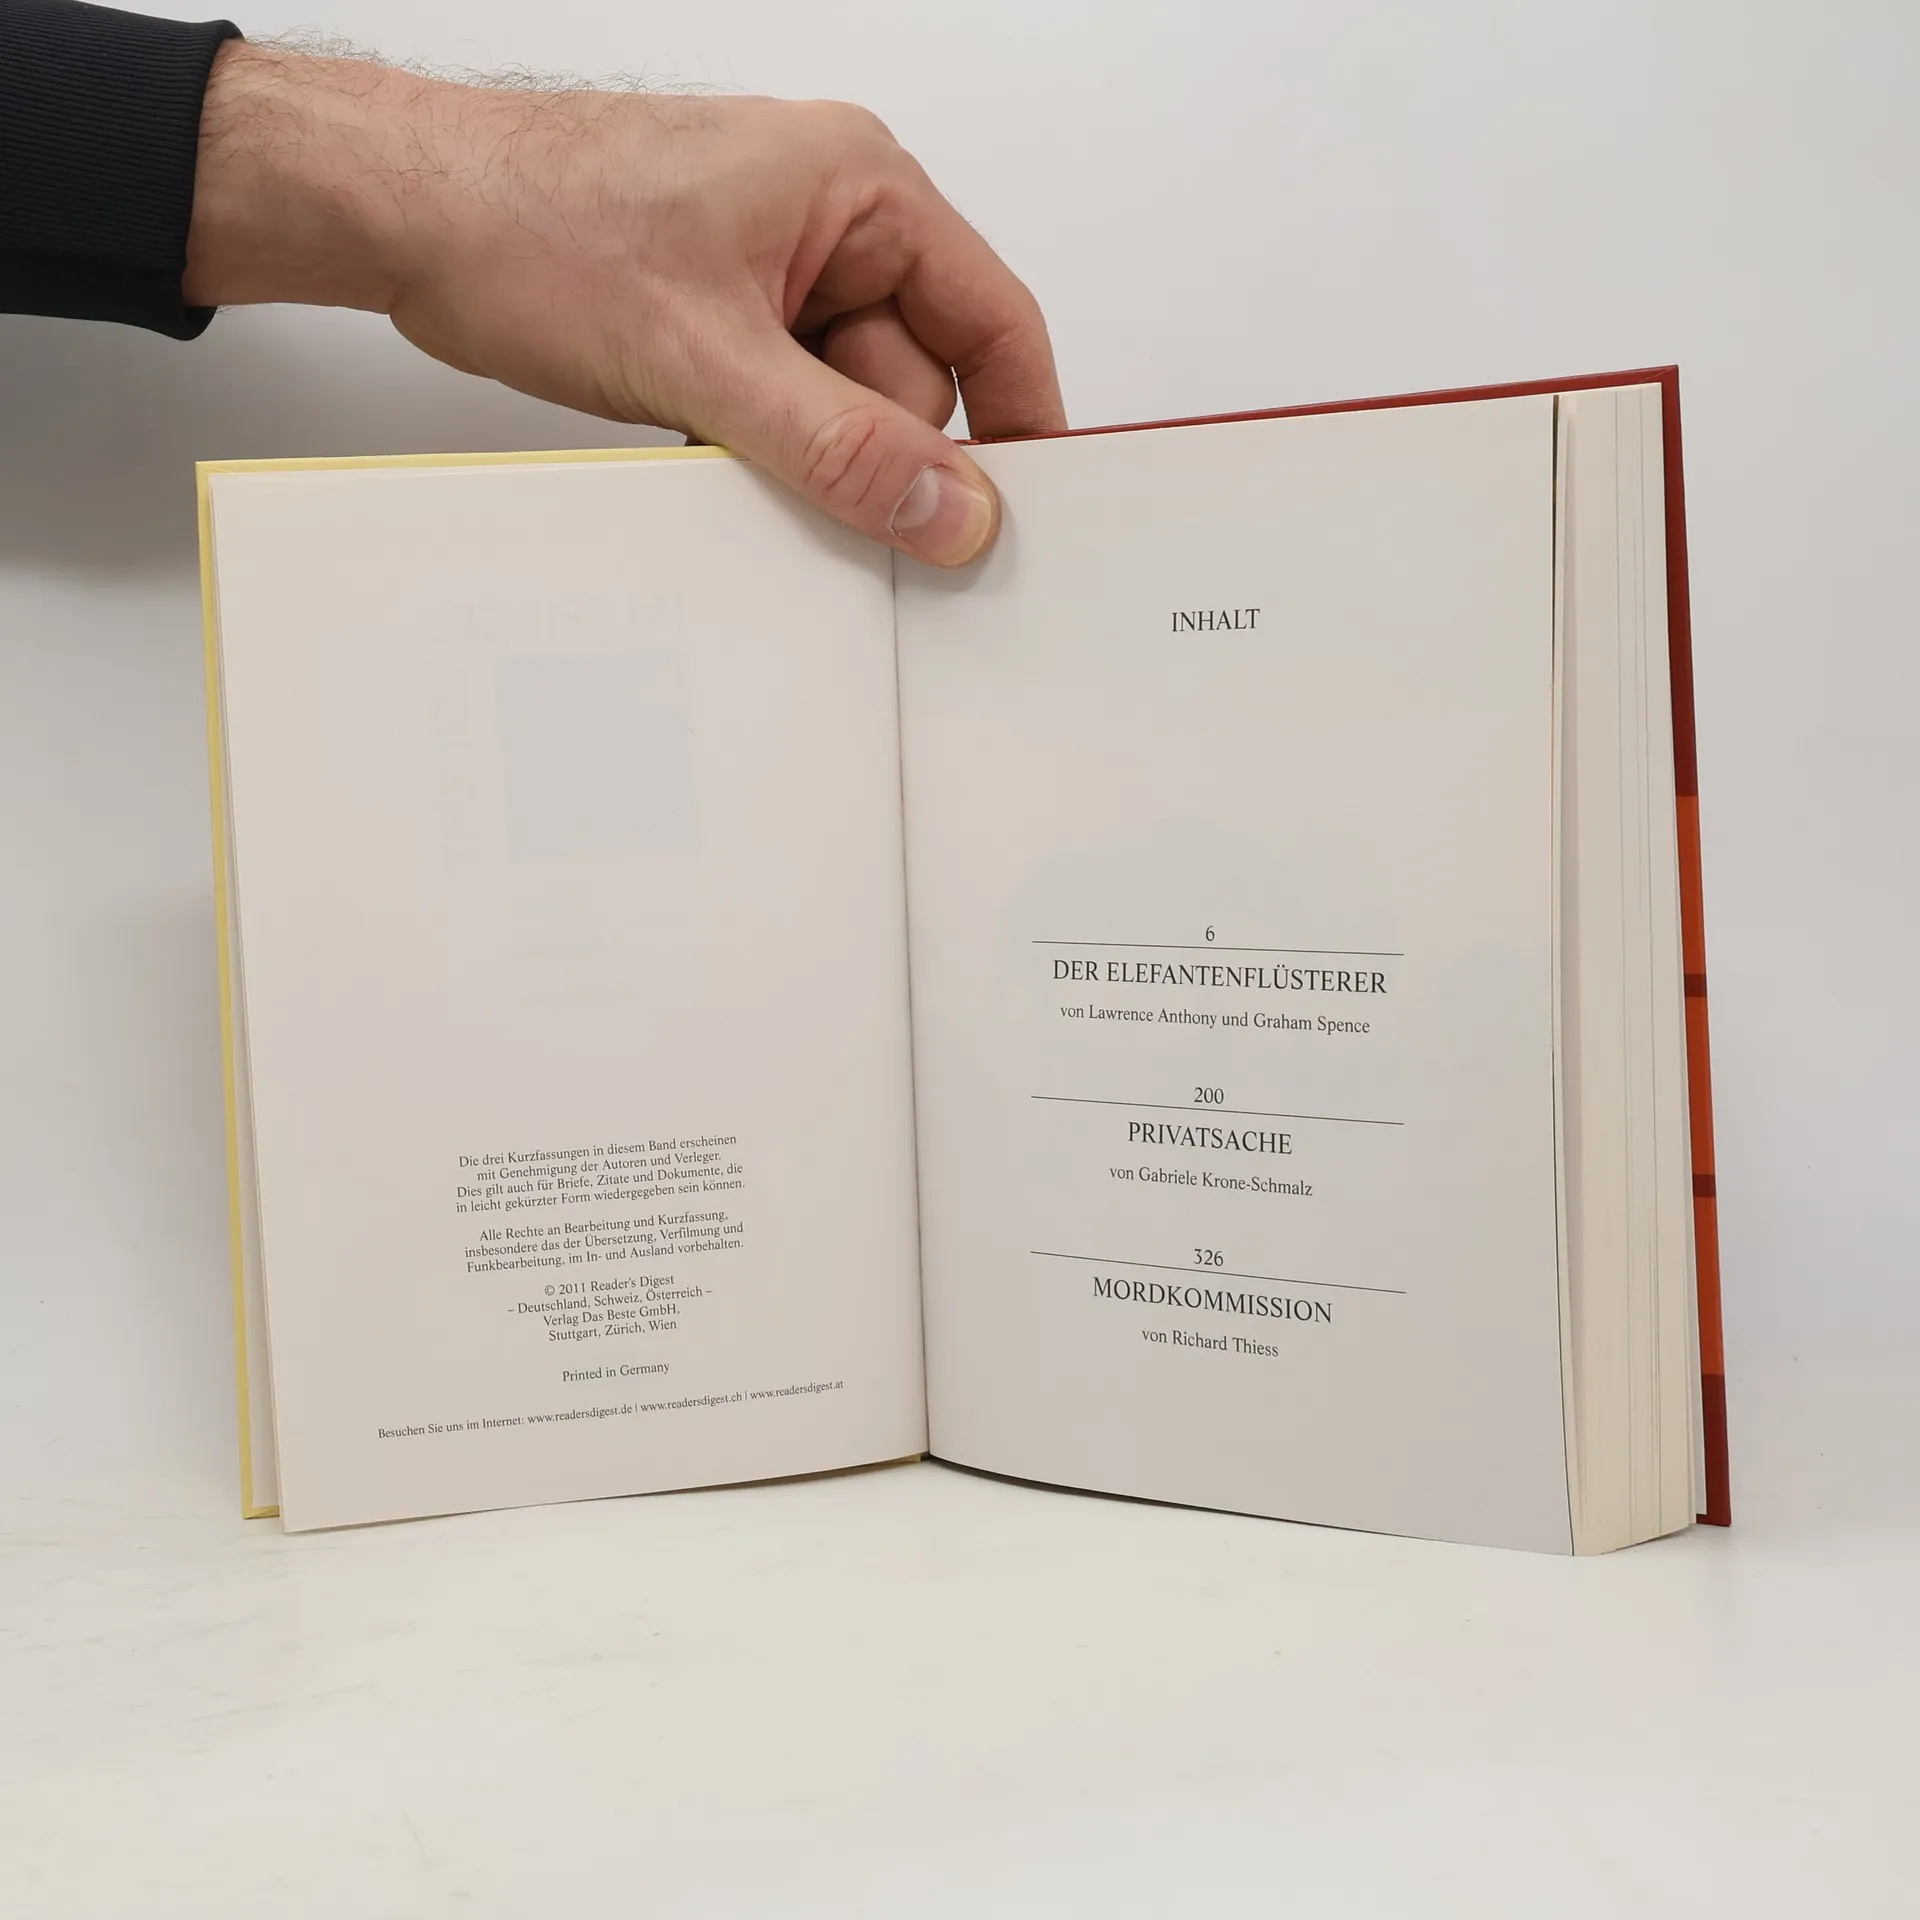 Die drei Kurzfassungen in diesem Band erscheinen
mit Genehmigung der Autoren und Verleger.
Dies gilt auch für Briefe, Zitate und Dokumente, die
in leicht gekürzter Form wiedergegeben sein können.
Alle Rechte an Bearbeitung und Kurzfassung,
insbesondere das der Übersetzung, Verfilmung und
Funkbearbeitung, im In- und Ausland vorbehalten.
© 2011 Reader's Digest
– Deutschland, Schweiz, Österreich –
Verlag Das Beste GmbH,
Stuttgart, Zürich, Wien
Printed in Germany
Besuchen Sie uns im Internet: www.readersdigest.de | www.readersdigest.ch | www.readersdigest.at
INHALT
6
DER ELEFANTENFLÜSTERER
von Lawrence Anthony und Graham Spence
200
PRIVATSACHE
von Gabriele Krone-Schmalz
326
MORDKOMMISSION
von Richard Thiess